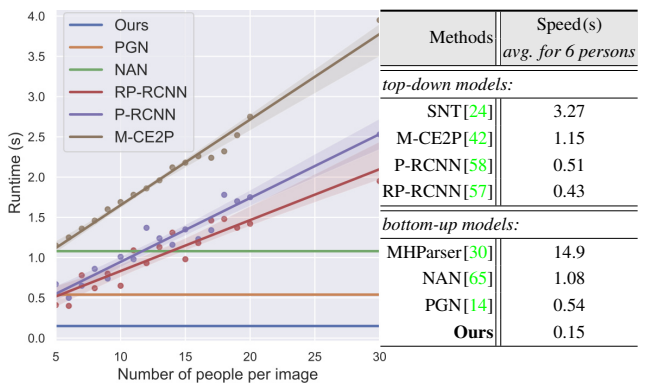 4.0
3.5
3.0
2.5
2.0
1.5
1.0
0.5
0.0
Runtime (s)
5
10
15
20
25
30
Number of people per image
Ours
PGN
NAN
RP-RCNN
P-RCNN
M-CE2P
Methods Speed(s)
avg. for 6 persons
top-down models:
SNT[24] 3.27
M-CE2P[42] 1.15
P-RCNN[58] 0.51
RP-RCNN[57] 0.43
bottom-up models:
MHParser[30] 14.9
NAN[65] 1.08
PGN[14] 0.54
Ours 0.15